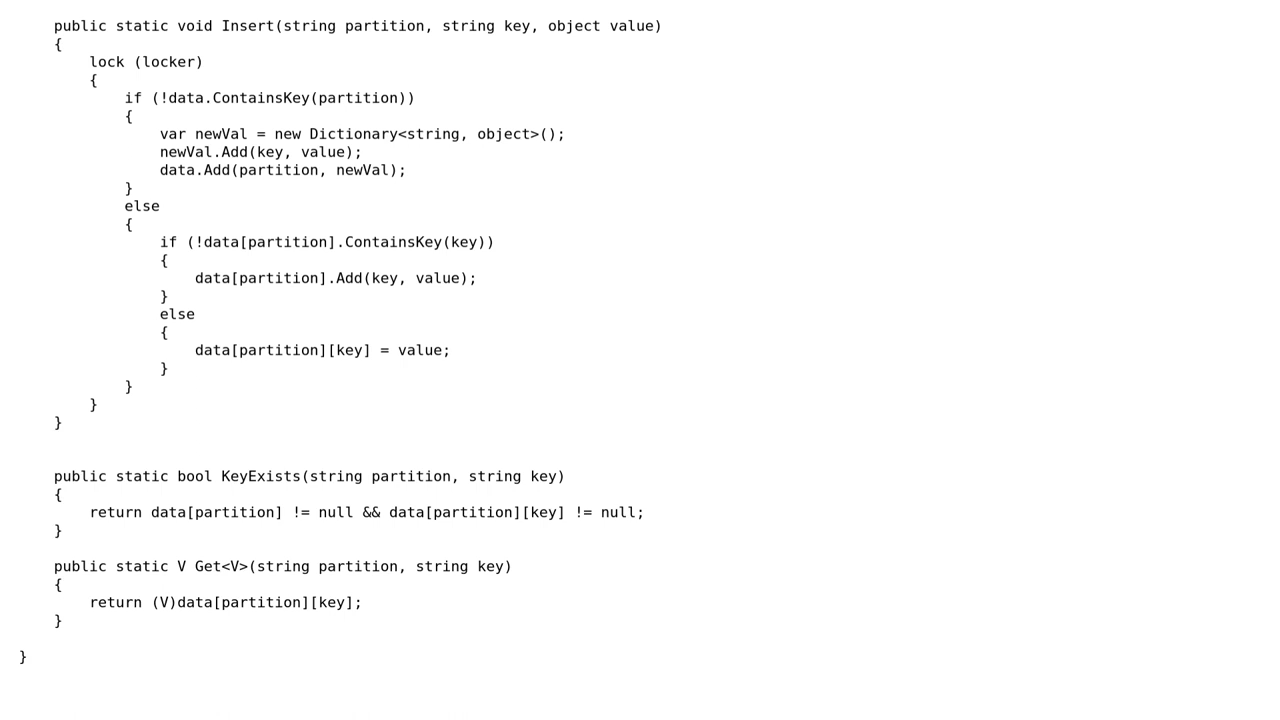 public static void Insert(string partition, string key, object value)
{
lock (locker)
{
if (!data.ContainsKey(partition))
{
var newVal = new Dictionary<string, object>();
newVal.Add(key, value);
data.Add(partition, newVal);
}
else
{
if (!data[partition].ContainsKey(key))
{
data[partition].Add(key, value);
}
else
{
data[partition][key] = value;
}
}
}
}
public static bool KeyExists(string partition, string key)
{
return data[partition] != null && data[partition][key] != null;
}
public static V Get<V>(string partition, string key)
{
return (V)data[partition][key];
}
}